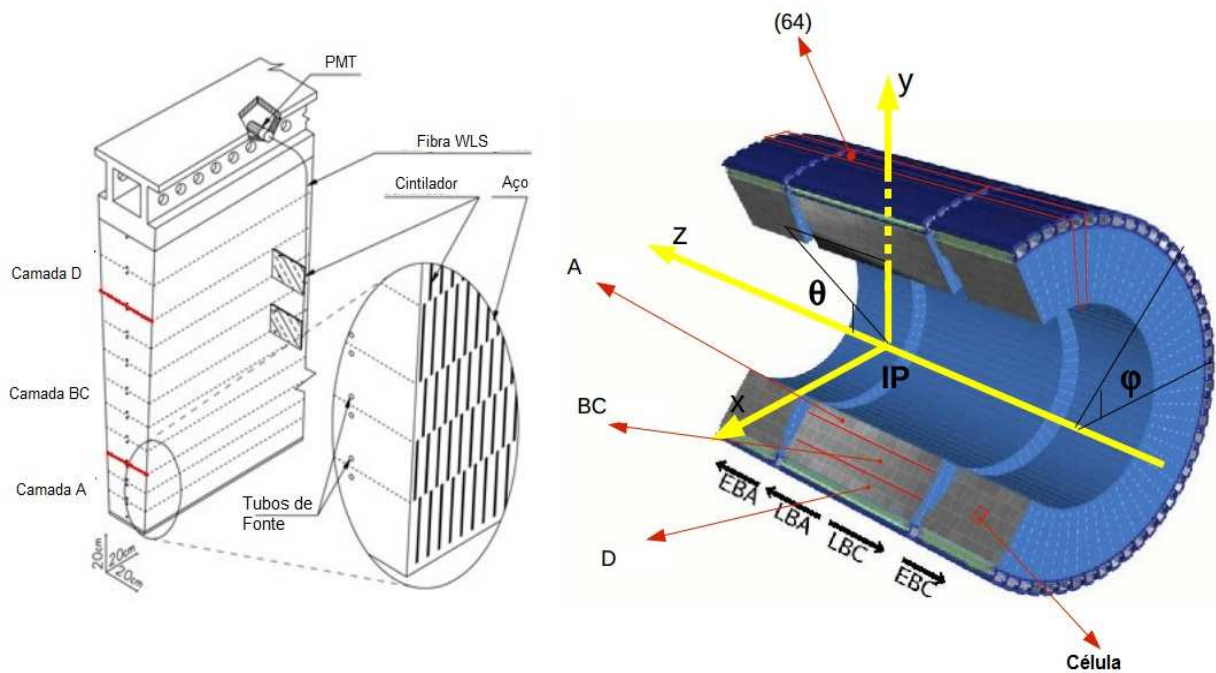 PMT
Fibra WLS
Cintilador
Aço
Camada D
Camada BC
Camada A
Tubos de
Fonte
20cm
20cm
20cm
(64)
y
z
A
θ
IP
φ
BC
x
EBA
LBA
LBC
EBC
D
Célula